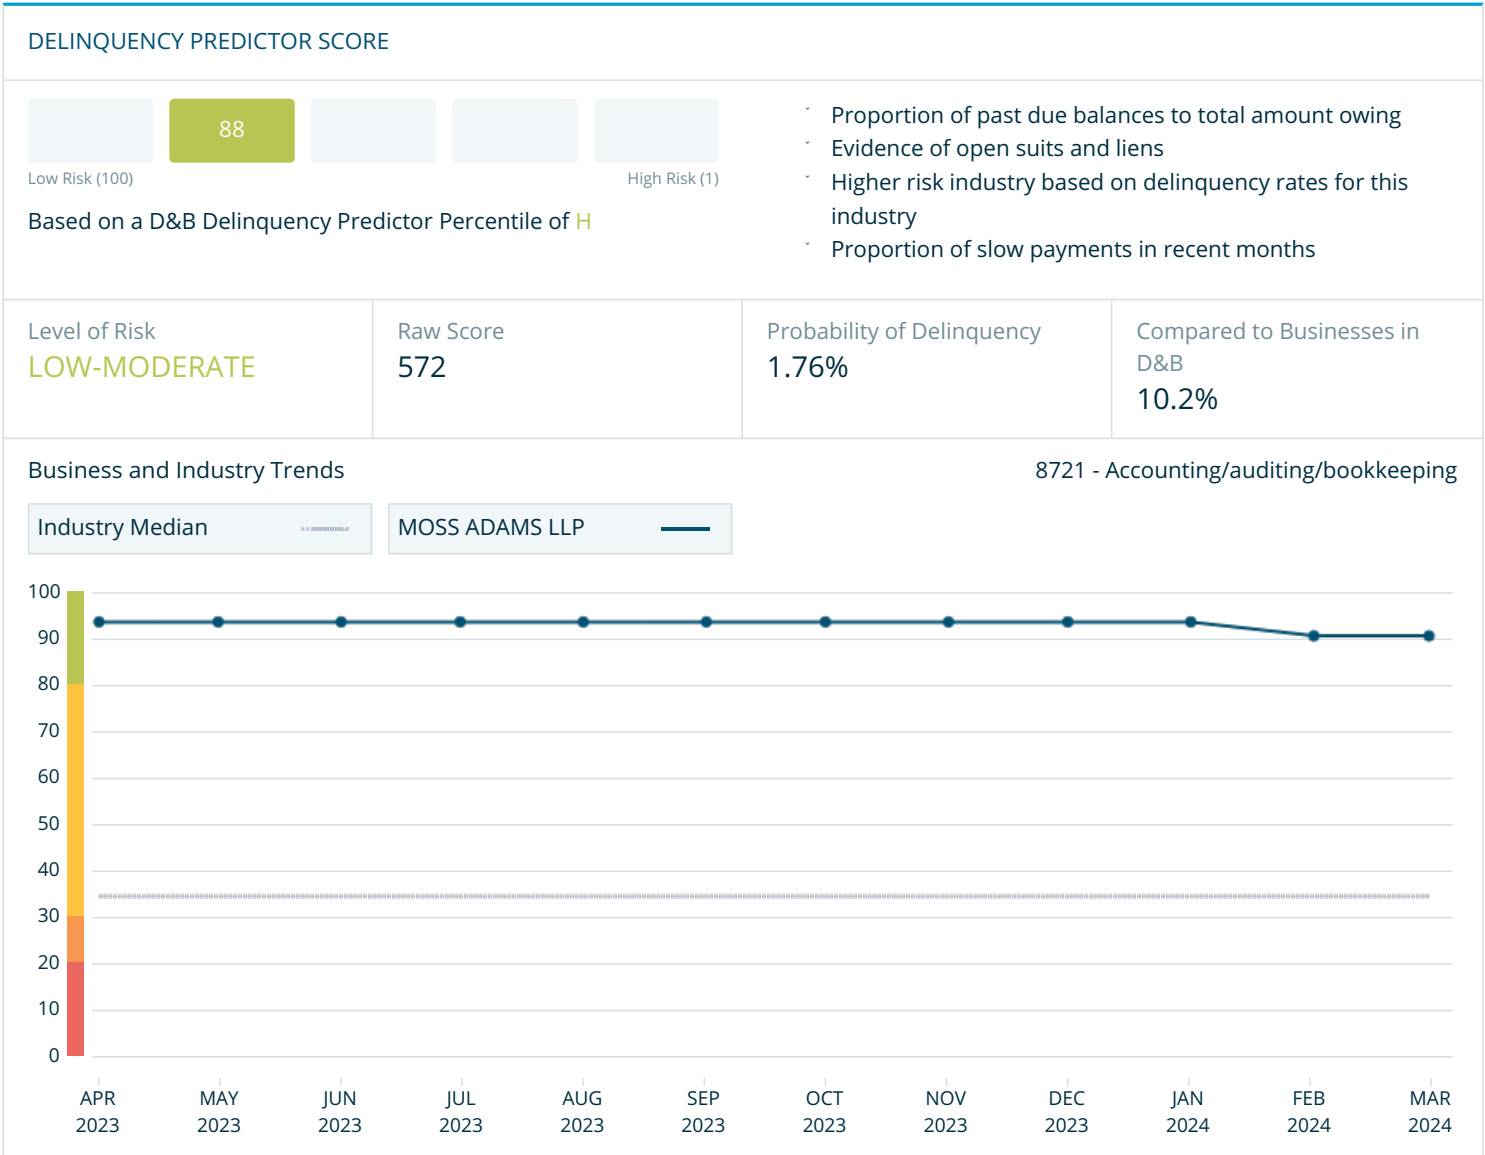 DELINQUENCY PREDICTOR SCORE
88
Low Risk (100)
High Risk (1)
Based on a D&B Delinquency Predictor Percentile of H
Proportion of past due balances to total amount owing
Evidence of open suits and liens
Higher risk industry based on delinquency rates for this
industry
Proportion of slow payments in recent months
Level of Risk
LOW-MODERATE
Raw Score
572
Probability of Delinquency
1.76%
Compared to Businesses in
D&B
10.2%
Business and Industry Trends
8721 - Accounting/auditing/bookkeeping
Industry Median
MOSS ADAMS LLP
100
90
80
70
60
50
40
30
20
10
0
APR
2023
MAY
2023
JUN
2023
JUL
2023
AUG
2023
SEP
2023
OCT
2023
NOV
2023
DEC
2023
JAN
2024
FEB
2024
MAR
2024